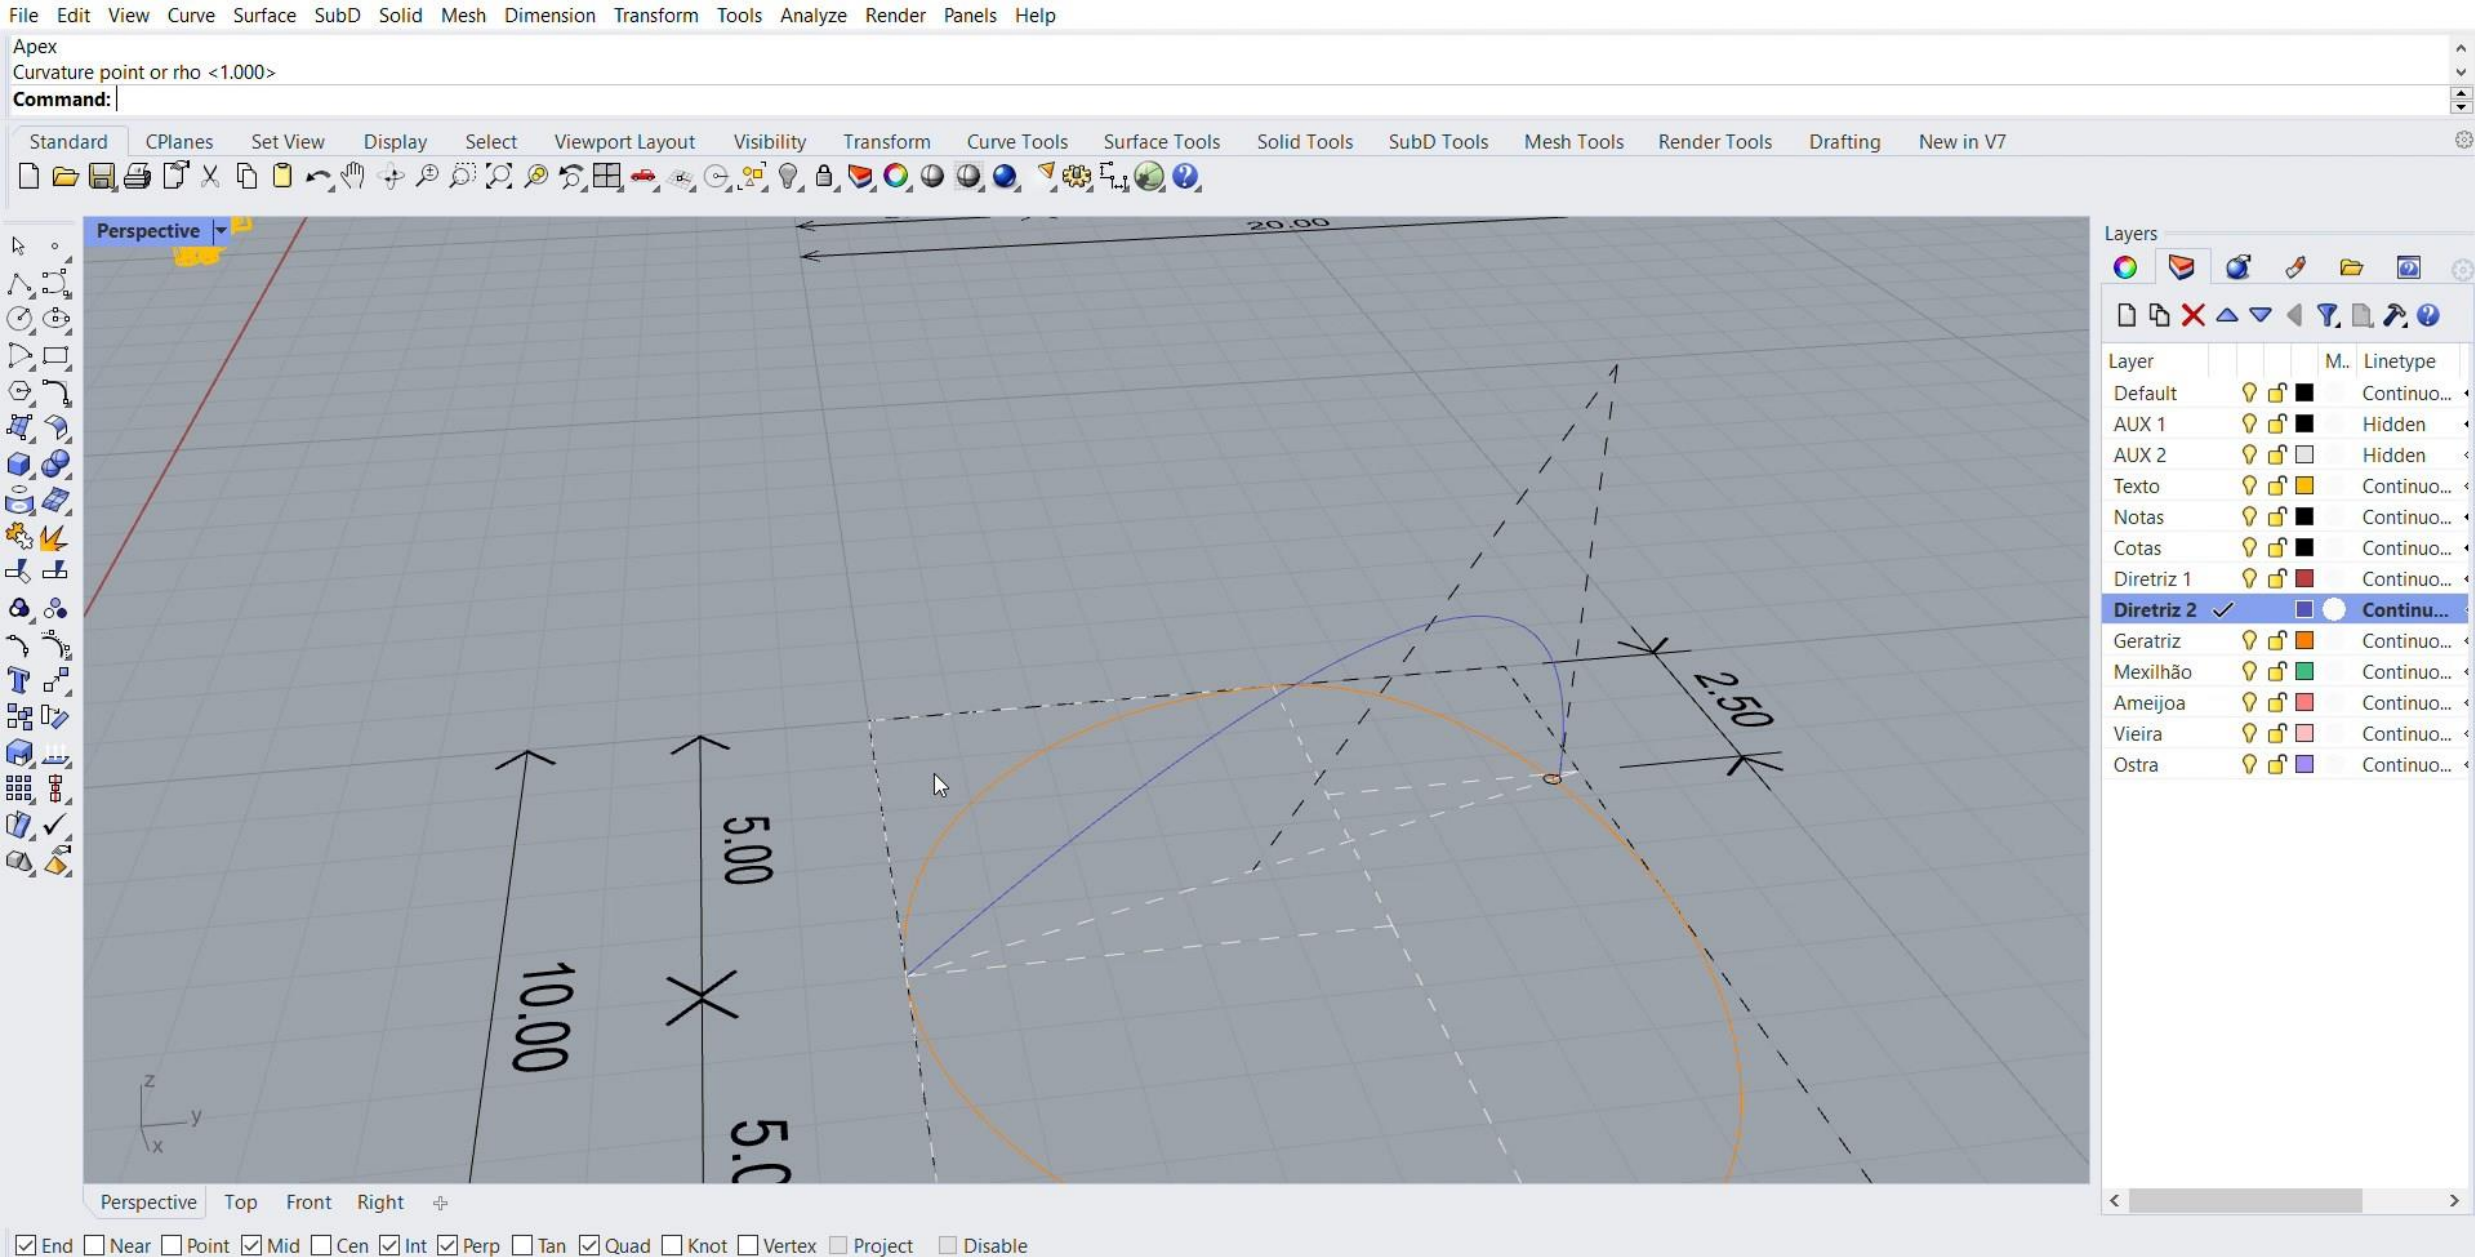 File Edit View Curve Surface SubD Solid Mesh Dimension Transform Tools Analyze Render Panels Help
Apex
Curvature point or rho <1.000>
Command:
Standard CPlanes Set View Display Select Viewport Layout Visibility Transform Curve Tools Surface Tools Solid Tools SubD Tools Mesh Tools Render Tools Drafting New in V7
Perspective
20.00
2.50
5.00
10.00
5.0
z
y
x
Layers
Layer M.. Linetype
Default Continuo...
AUX 1 Hidden
AUX 2 Hidden
Texto Continuo...
Notas Continuo...
Cotas Continuo...
Diretriz 1 Continuo...
Diretriz 2 Continu...
Geratriz Continuo...
Mexilhão Continuo...
Ameijoa Continuo...
Vieira Continuo...
Ostra Continuo...
Perspective Top Front Right
End Near Point Mid Cen Int Perp Tan Quad Knot Vertex Project Disable